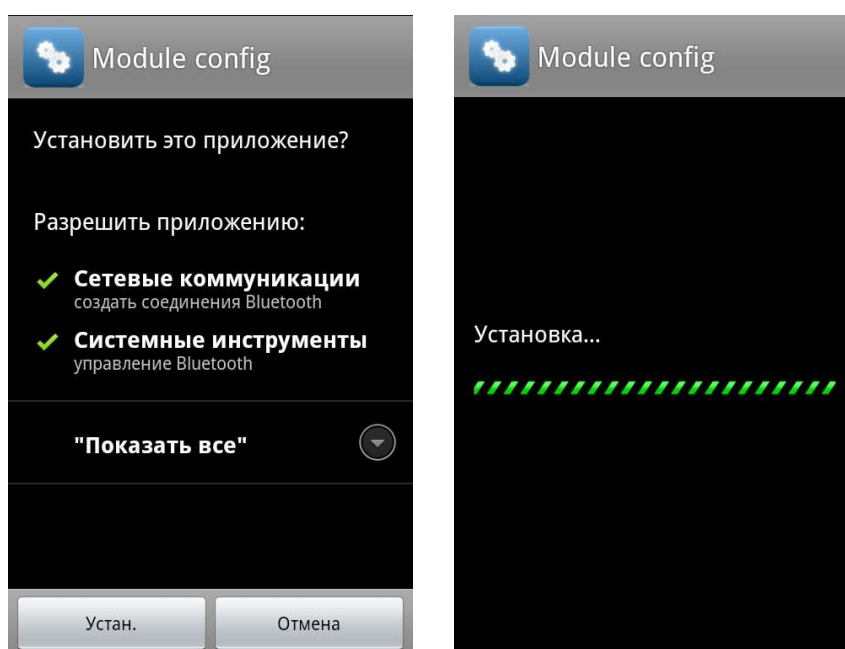 Module config
Установить это приложение?
Разрешить приложению:
Сетевые коммуникации
создать соединения Bluetooth
Системные инструменты
управление Bluetooth
"Показать все"
Устан.
Отмена
Module config
Установка...